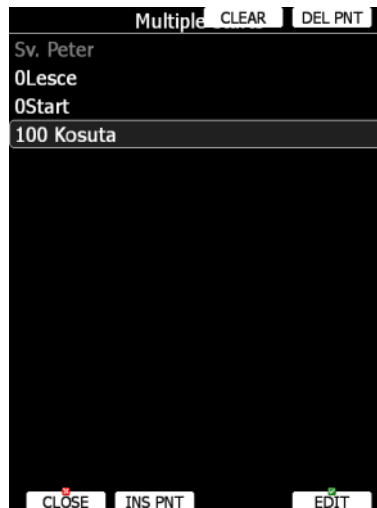 Multiple CLEAR DEL PNT
Sv. Peter
0Lesce
0Start
100 Kosuta
CLOSE INS PNT EDIT